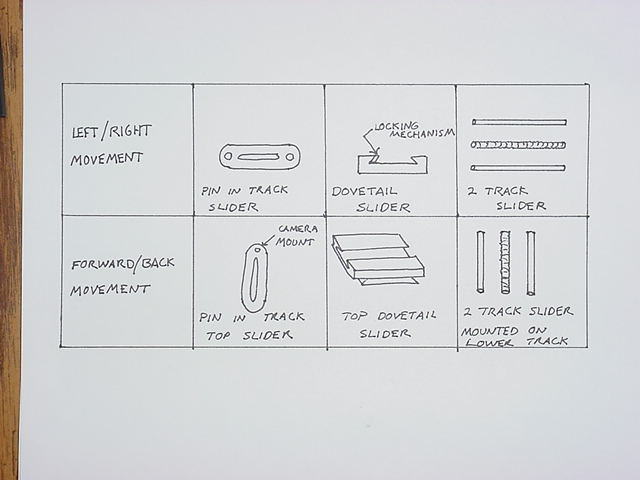 LEFT/RIGHT
MOVEMENT
PIN IN TRACK
SLIDER
LOCKING
MECHANISM
DOVETAIL
SLIDER
2 TRACK
SLIDER
FORWARD/BACK
MOVEMENT
CAMERA
MOUNT
PIN IN TRACK
TOP SLIDER
TOP DOVETAIL
SLIDER
2 TRACK SLIDER
MOUNTED ON
LOWER TRACK